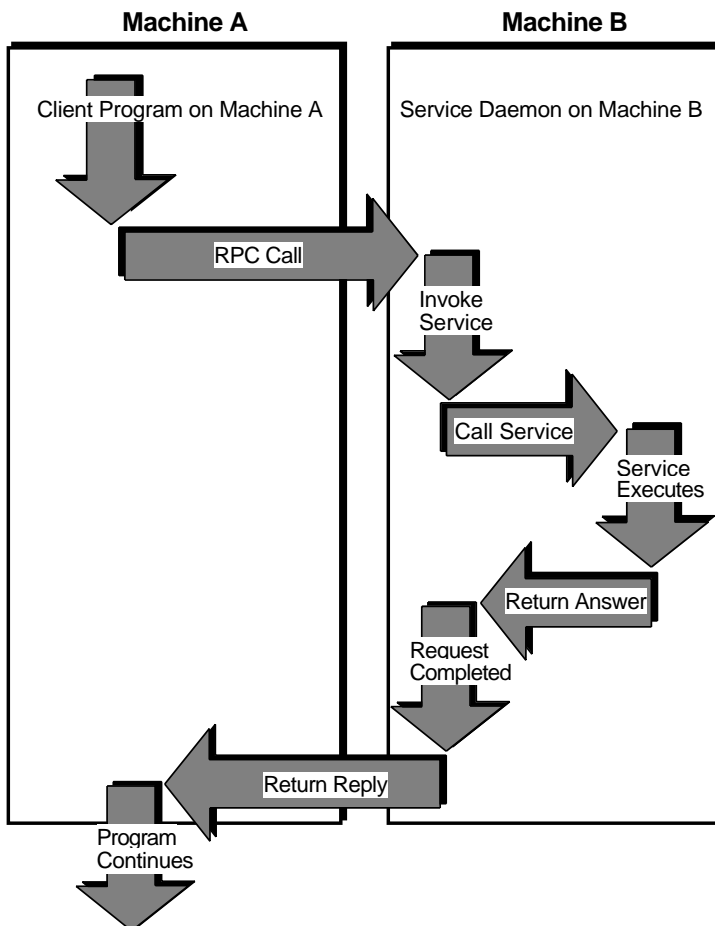 Machine A
Machine B
Client Program on Machine A
Service Daemon on Machine B
RPC Call
Invoke
Service
Call Service
Service
Executes
Return Answer
Request
Completed
Return Reply
Program
Continues